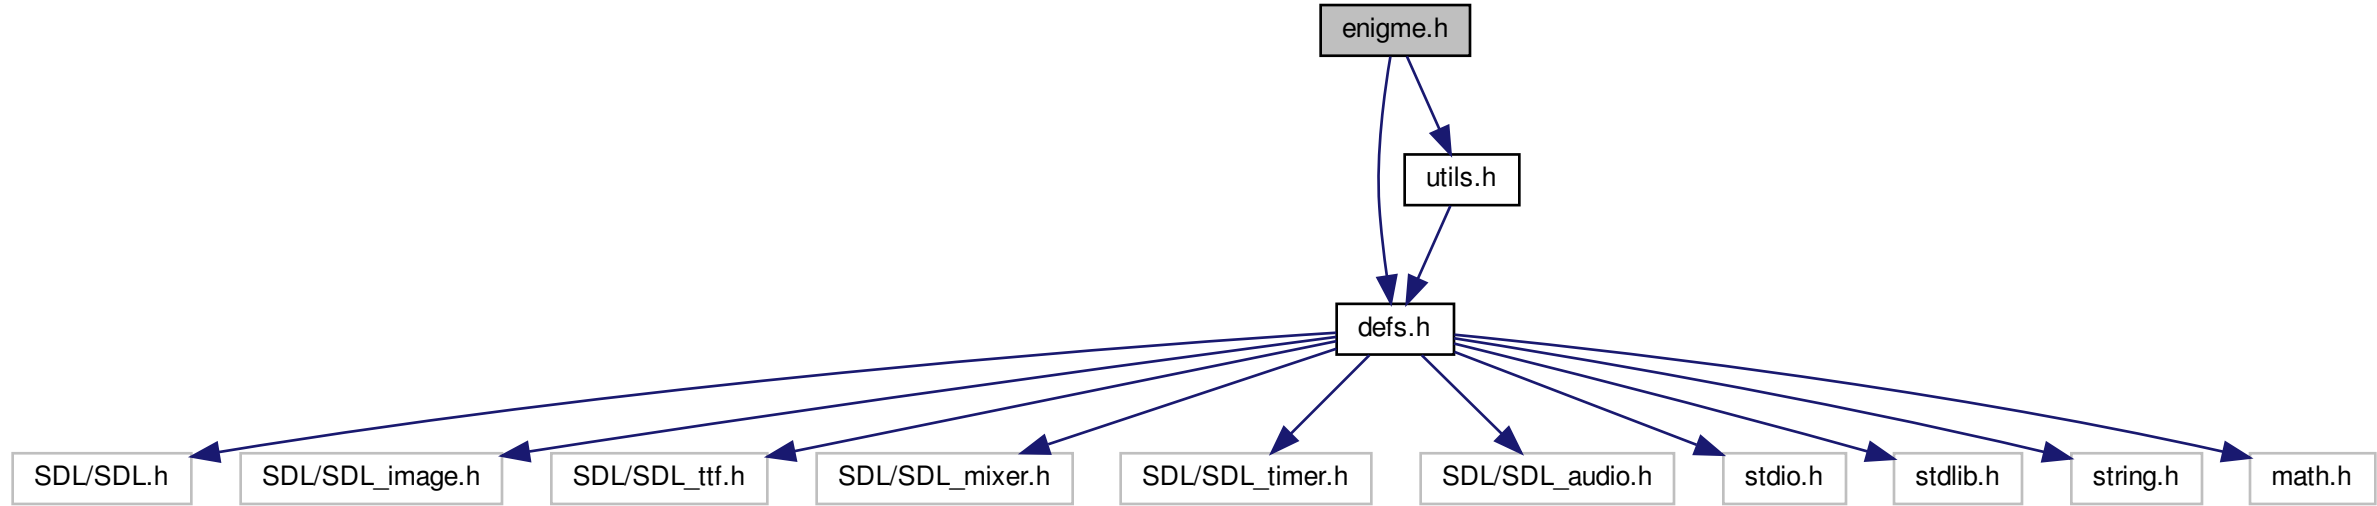 enigme.h
utils.h
defs.h
SDL/SDL.h
SDL/SDL_image.h
SDL/SDL_ttf.h
SDL/SDL_mixer.h
SDL/SDL_timer.h
SDL/SDL_audio.h
stdio.h
stdlib.h
string.h
math.h